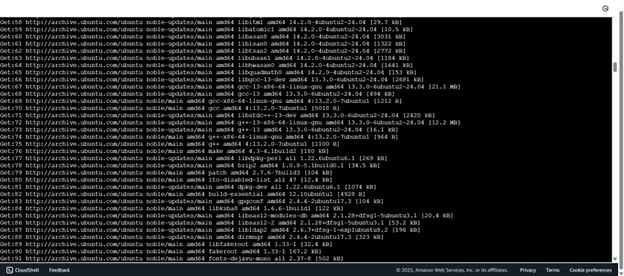 Get:58 http://archive.ubuntu.com/ubuntu noble-updates/main amd64 libitm1 amd64 14.2.0-4ubuntu2~24.04 [29.7 kB]
Get:59 http://archive.ubuntu.com/ubuntu noble-updates/main amd64 libatomic1 amd64 14.2.0-4ubuntu2~24.04 [10.5 kB]
Get:60 http://archive.ubuntu.com/ubuntu noble-updates/main amd64 libasan8 amd64 14.2.0-4ubuntu2~24.04 [3031 kB]
Get:61 http://archive.ubuntu.com/ubuntu noble-updates/main amd64 liblsan0 amd64 14.2.0-4ubuntu2~24.04 [1322 kB]
Get:62 http://archive.ubuntu.com/ubuntu noble-updates/main amd64 libtsan2 amd64 14.2.0-4ubuntu2~24.04 [2772 kB]
Get:63 http://archive.ubuntu.com/ubuntu noble-updates/main amd64 libubsan1 amd64 14.2.0-4ubuntu2~24.04 [1184 kB]
Get:64 http://archive.ubuntu.com/ubuntu noble-updates/main amd64 libhwasan0 amd64 14.2.0-4ubuntu2~24.04 [1641 kB]
Get:65 http://archive.ubuntu.com/ubuntu noble-updates/main amd64 libquadmath0 amd64 14.2.0-4ubuntu2~24.04 [153 kB]
Get:66 http://archive.ubuntu.com/ubuntu noble-updates/main amd64 libgcc-13-dev amd64 13.3.0-6ubuntu2~24.04 [2681 kB]
Get:67 http://archive.ubuntu.com/ubuntu noble-updates/main amd64 gcc-13-x86-64-linux-gnu amd64 13.3.0-6ubuntu2~24.04 [21.1 MB]
Get:68 http://archive.ubuntu.com/ubuntu noble-updates/main amd64 gcc-13 amd64 13.3.0-6ubuntu2~24.04 [494 kB]
Get:69 http://archive.ubuntu.com/ubuntu noble/main amd64 gcc-x86-64-linux-gnu amd64 4:13.2.0-7ubuntu1 [1212 B]
Get:70 http://archive.ubuntu.com/ubuntu noble/main amd64 gcc amd64 4:13.2.0-7ubuntu1 [5018 B]
Get:71 http://archive.ubuntu.com/ubuntu noble-updates/main amd64 libstdc++-13-dev amd64 13.3.0-6ubuntu2~24.04 [2420 kB]
Get:72 http://archive.ubuntu.com/ubuntu noble-updates/main amd64 g++-13-x86-64-linux-gnu amd64 13.3.0-6ubuntu2~24.04 [12.2 MB]
Get:73 http://archive.ubuntu.com/ubuntu noble-updates/main amd64 g++-13 amd64 13.3.0-6ubuntu2~24.04 [16.1 kB]
Get:74 http://archive.ubuntu.com/ubuntu noble/main amd64 g++-x86-64-linux-gnu amd64 4:13.2.0-7ubuntu1 [964 B]
Get:75 http://archive.ubuntu.com/ubuntu noble/main amd64 g++ amd64 4:13.2.0-7ubuntu1 [1100 B]
Get:76 http://archive.ubuntu.com/ubuntu noble/main amd64 make amd64 4.3-4.1build2 [180 kB]
Get:77 http://archive.ubuntu.com/ubuntu noble-updates/main amd64 libdpkg-perl all 1.22.6ubuntu6.1 [269 kB]
Get:78 http://archive.ubuntu.com/ubuntu noble-updates/main amd64 bzip2 amd64 1.0.8-5.1build0.1 [34.5 kB]
Get:79 http://archive.ubuntu.com/ubuntu noble/main amd64 patch amd64 2.7.6-7build3 [104 kB]
Get:80 http://archive.ubuntu.com/ubuntu noble/main amd64 lto-disabled-list all 47 [12.4 kB]
Get:81 http://archive.ubuntu.com/ubuntu noble-updates/main amd64 dpkg-dev all 1.22.6ubuntu6.1 [1074 kB]
Get:82 http://archive.ubuntu.com/ubuntu noble/main amd64 build-essential amd64 12.10ubuntu1 [4928 B]
Get:83 http://archive.ubuntu.com/ubuntu noble-updates/main amd64 gpgconf amd64 2.4.4-2ubuntu17.3 [104 kB]
Get:84 http://archive.ubuntu.com/ubuntu noble/main amd64 libksba8 amd64 1.6.6-1build1 [122 kB]
Get:85 http://archive.ubuntu.com/ubuntu noble/main amd64 libsasl2-modules-db amd64 2.1.28+dfsg1-5ubuntu3.1 [20.4 kB]
Get:86 http://archive.ubuntu.com/ubuntu noble-updates/main amd64 libsasl2-2 amd64 2.1.28+dfsg1-5ubuntu3.1 [53.2 kB]
Get:87 http://archive.ubuntu.com/ubuntu noble-updates/main amd64 libldap2 amd64 2.6.7+dfsg-1~exp1ubuntu8.2 [196 kB]
Get:88 http://archive.ubuntu.com/ubuntu noble-updates/main amd64 dirmngr amd64 2.4.4-2ubuntu17.3 [323 kB]
Get:89 http://archive.ubuntu.com/ubuntu noble/main amd64 libfakeroot amd64 1.33-1 [32.4 kB]
Get:90 http://archive.ubuntu.com/ubuntu noble/main amd64 fakeroot amd64 1.33-1 [67.2 kB]
Get:91 http://archive.ubuntu.com/ubuntu noble/main amd64 fonts-dejavu-mono all 2.37-8 [502 kB]
CloudShell Feedback © 2025, Amazon Web Services, Inc. or its affiliates. Privacy Terms Cookie preferences